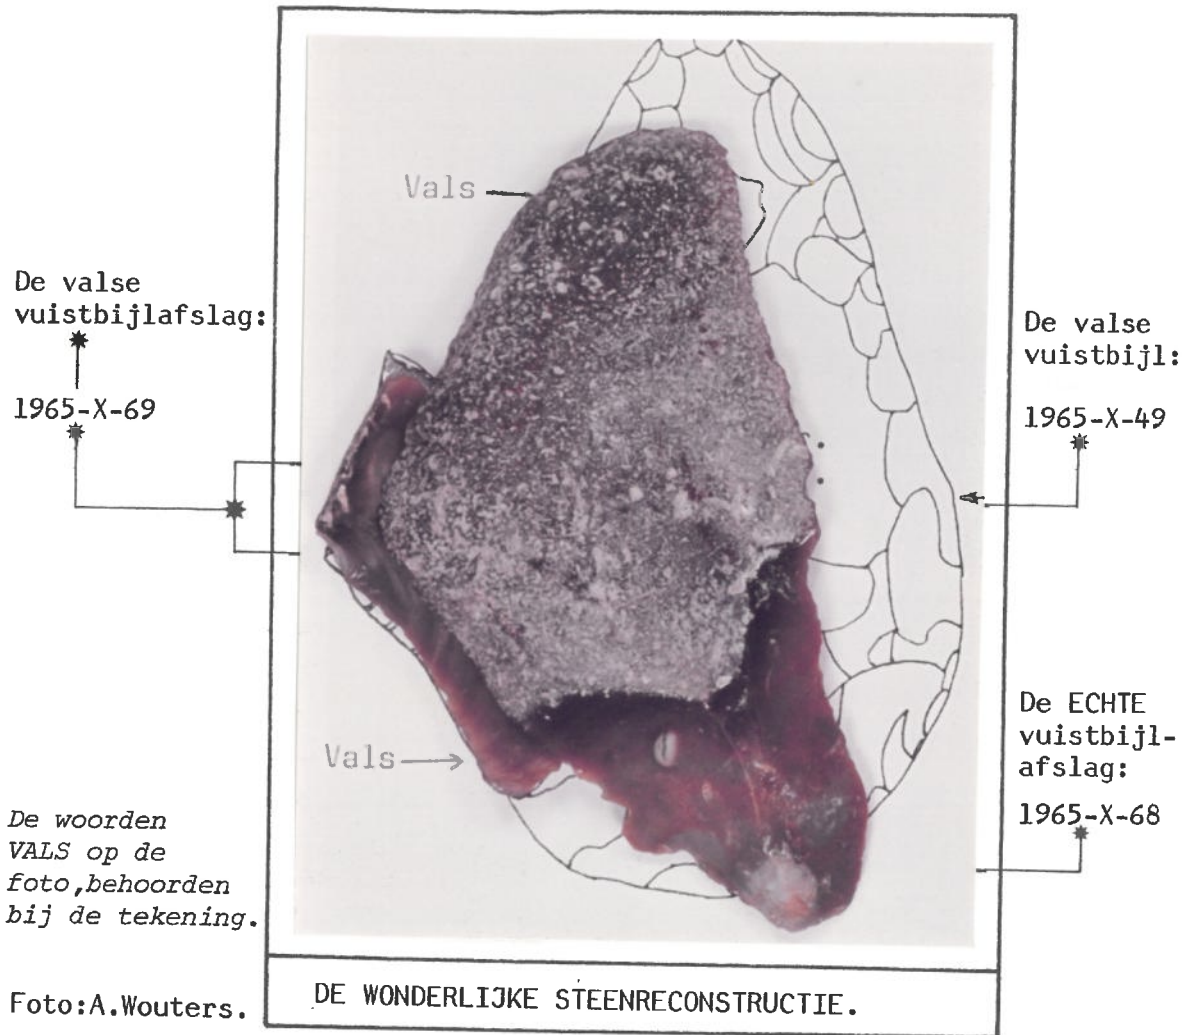 Vals
De valse
vuistbijlafslag:
1965-X-69
De valse
vuistbijl:
1965-X-49
De ECHTE
vuistbijl-
afslag:
1965-X-68
Vals
De woorden
VALS op de
foto,behoorden
bij de tekening.
Foto:A.Wouters.
DE WONDERLIJKE STEENRECONSTRUCTIE.